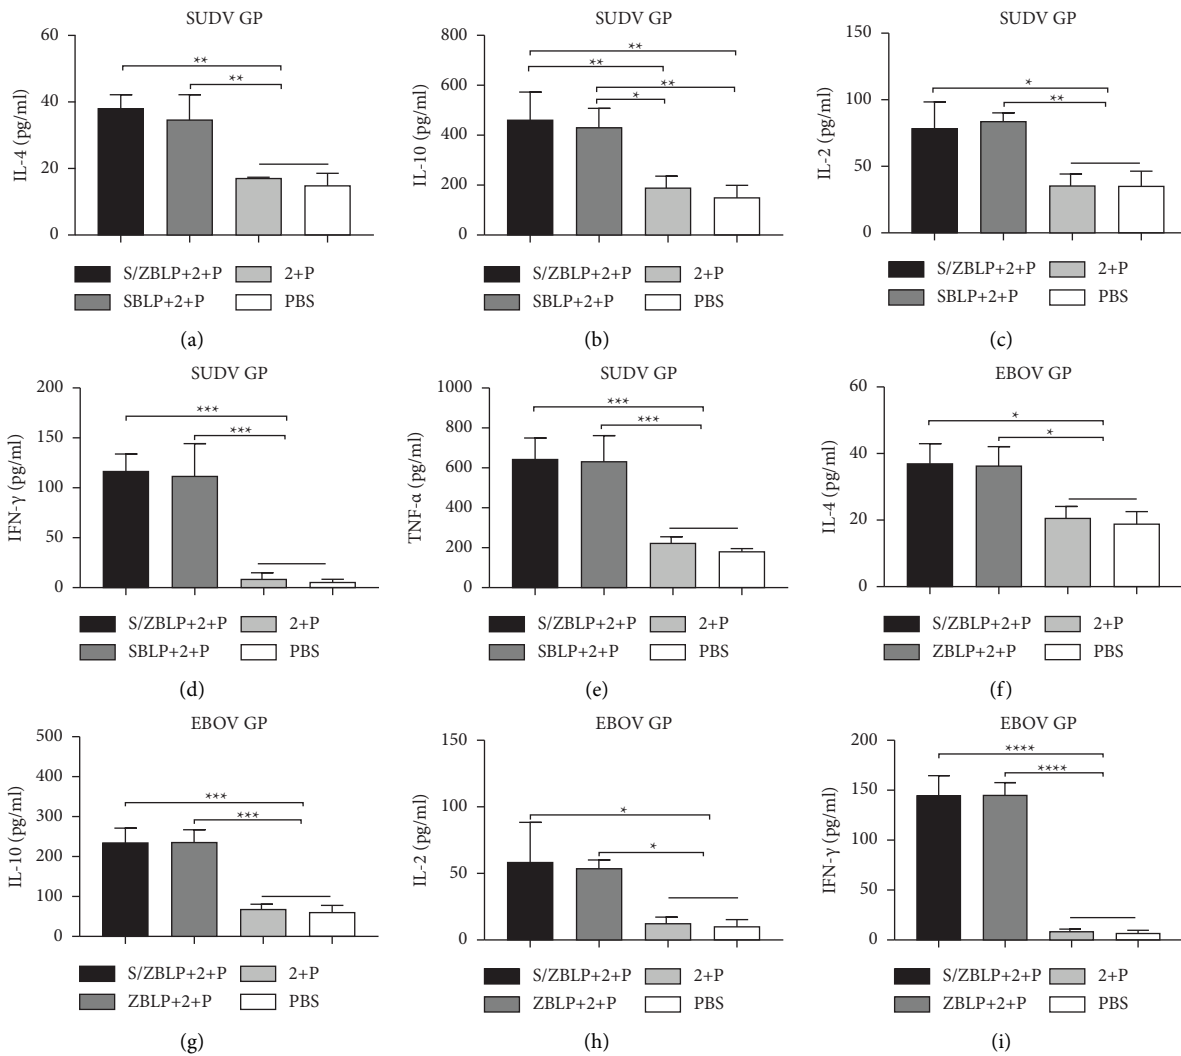 SUDV GP
60
40
20
0
IL-4 (pg/ml)
**
**
S/ZBLP+2+P
2+P
SBLP+2+P
PBS
(a)
SUDV GP
800
600
400
200
0
IL-10 (pg/ml)
**
**
**
*
S/ZBLP+2+P
2+P
SBLP+2+P
PBS
(b)
SUDV GP
150
100
50
0
IL-2 (pg/ml)
*
**
S/ZBLP+2+P
2+P
SBLP+2+P
PBS
(c)
SUDV GP
200
150
100
50
0
IFN-γ (pg/ml)
***
***
S/ZBLP+2+P
2+P
SBLP+2+P
PBS
(d)
SUDV GP
1000
800
600
400
200
0
TNF-α (pg/ml)
***
***
S/ZBLP+2+P
2+P
SBLP+2+P
PBS
(e)
EBOV GP
60
40
20
0
IL-4 (pg/ml)
*
*
S/ZBLP+2+P
2+P
ZBLP+2+P
PBS
(f)
EBOV GP
500
400
300
200
100
0
IL-10 (pg/ml)
***
***
S/ZBLP+2+P
2+P
ZBLP+2+P
PBS
(g)
EBOV GP
150
100
50
0
IL-2 (pg/ml)
*
*
S/ZBLP+2+P
2+P
ZBLP+2+P
PBS
(h)
EBOV GP
200
150
100
50
0
IFN-γ (pg/ml)
****
****
S/ZBLP+2+P
2+P
ZBLP+2+P
PBS
(i)